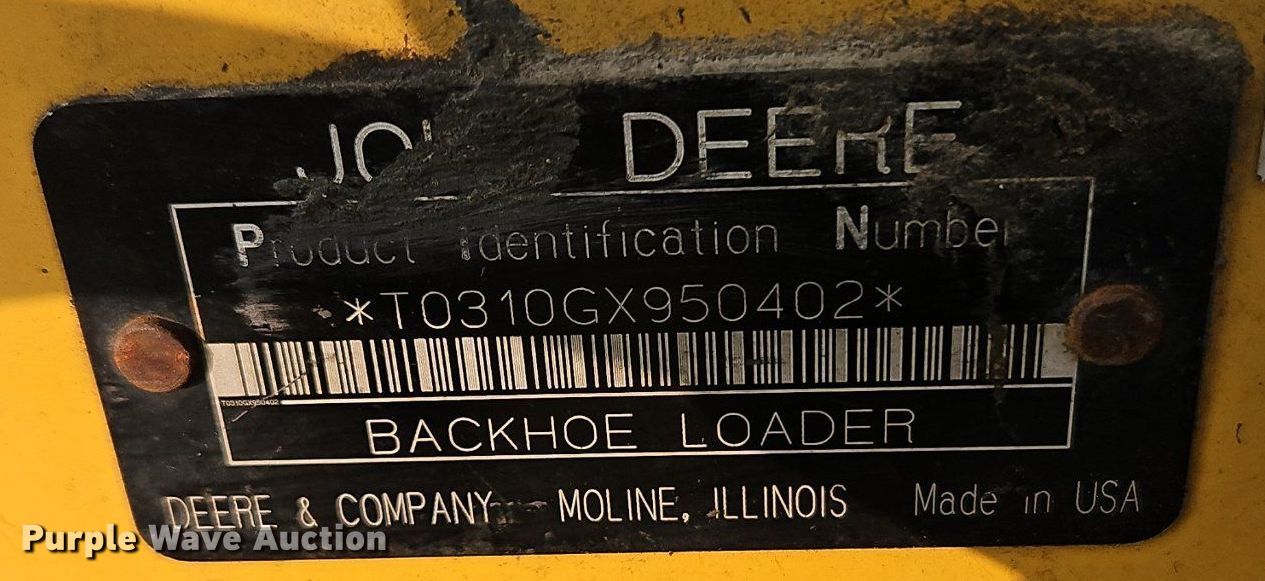 DEERE
Product Identification Number
*T0310GX950402*
T0310GX950402
BACKHOE LOADER
DEERE & COMPANY MOLINE, ILLINOIS Made in USA
Purple Wave Auction